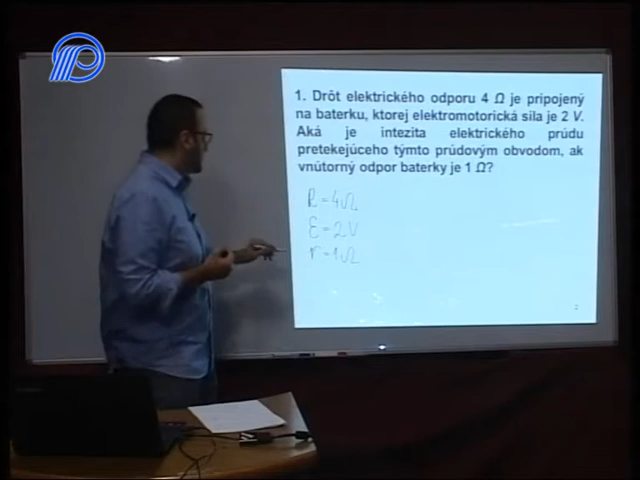 1. Drôt elektrického odporu 4 Ω je pripojený
na baterku, ktorej elektromotorická sila je 2 V.
Aká je intezita elektrického prúdu
pretekejúceho týmto prúdovým obvodom, ak
vnútorný odpor baterky je 1 Ω?
R = 4Ω
ε = 2V
r = 1Ω